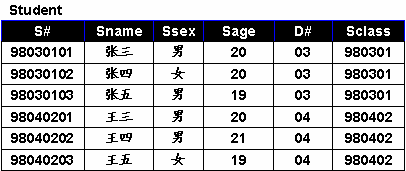 Student
S# Sname Ssex Sage D# Sclass
98030101 张三 男 20 03 980301
98030102 张四 女 20 03 980301
98030103 张五 男 19 03 980301
98040201 王三 男 20 04 980402
98040202 王四 男 21 04 980402
98040203 王五 女 19 04 980402